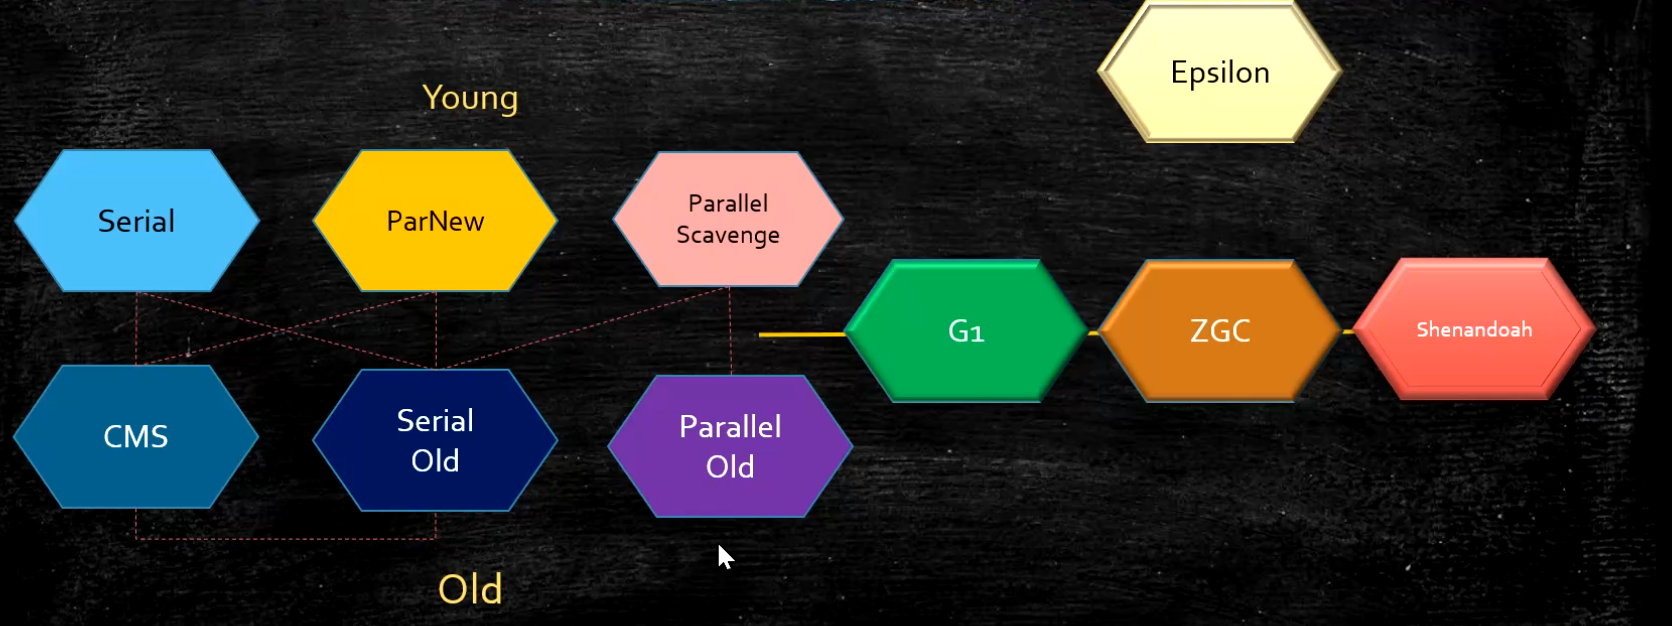 Epsilon
Young
Serial
ParNew
Parallel
Scavenge
G1
ZGC
Shenandoah
CMS
Serial
Old
Parallel
Old
Old